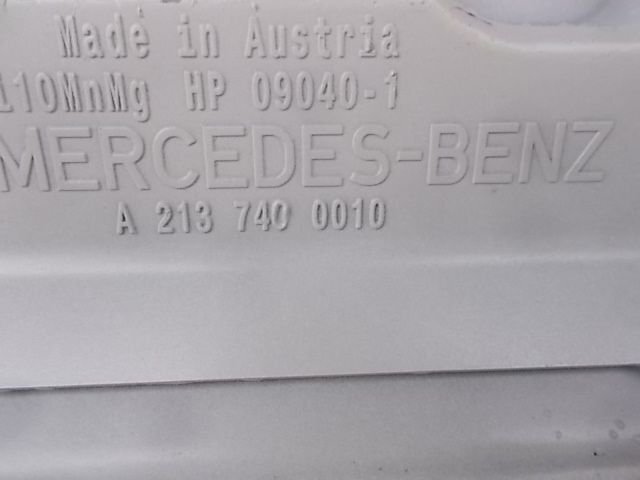 Made in Austria
10MnMg HP 09040-1
MERCEDES-BENZ
A 213 740 0010